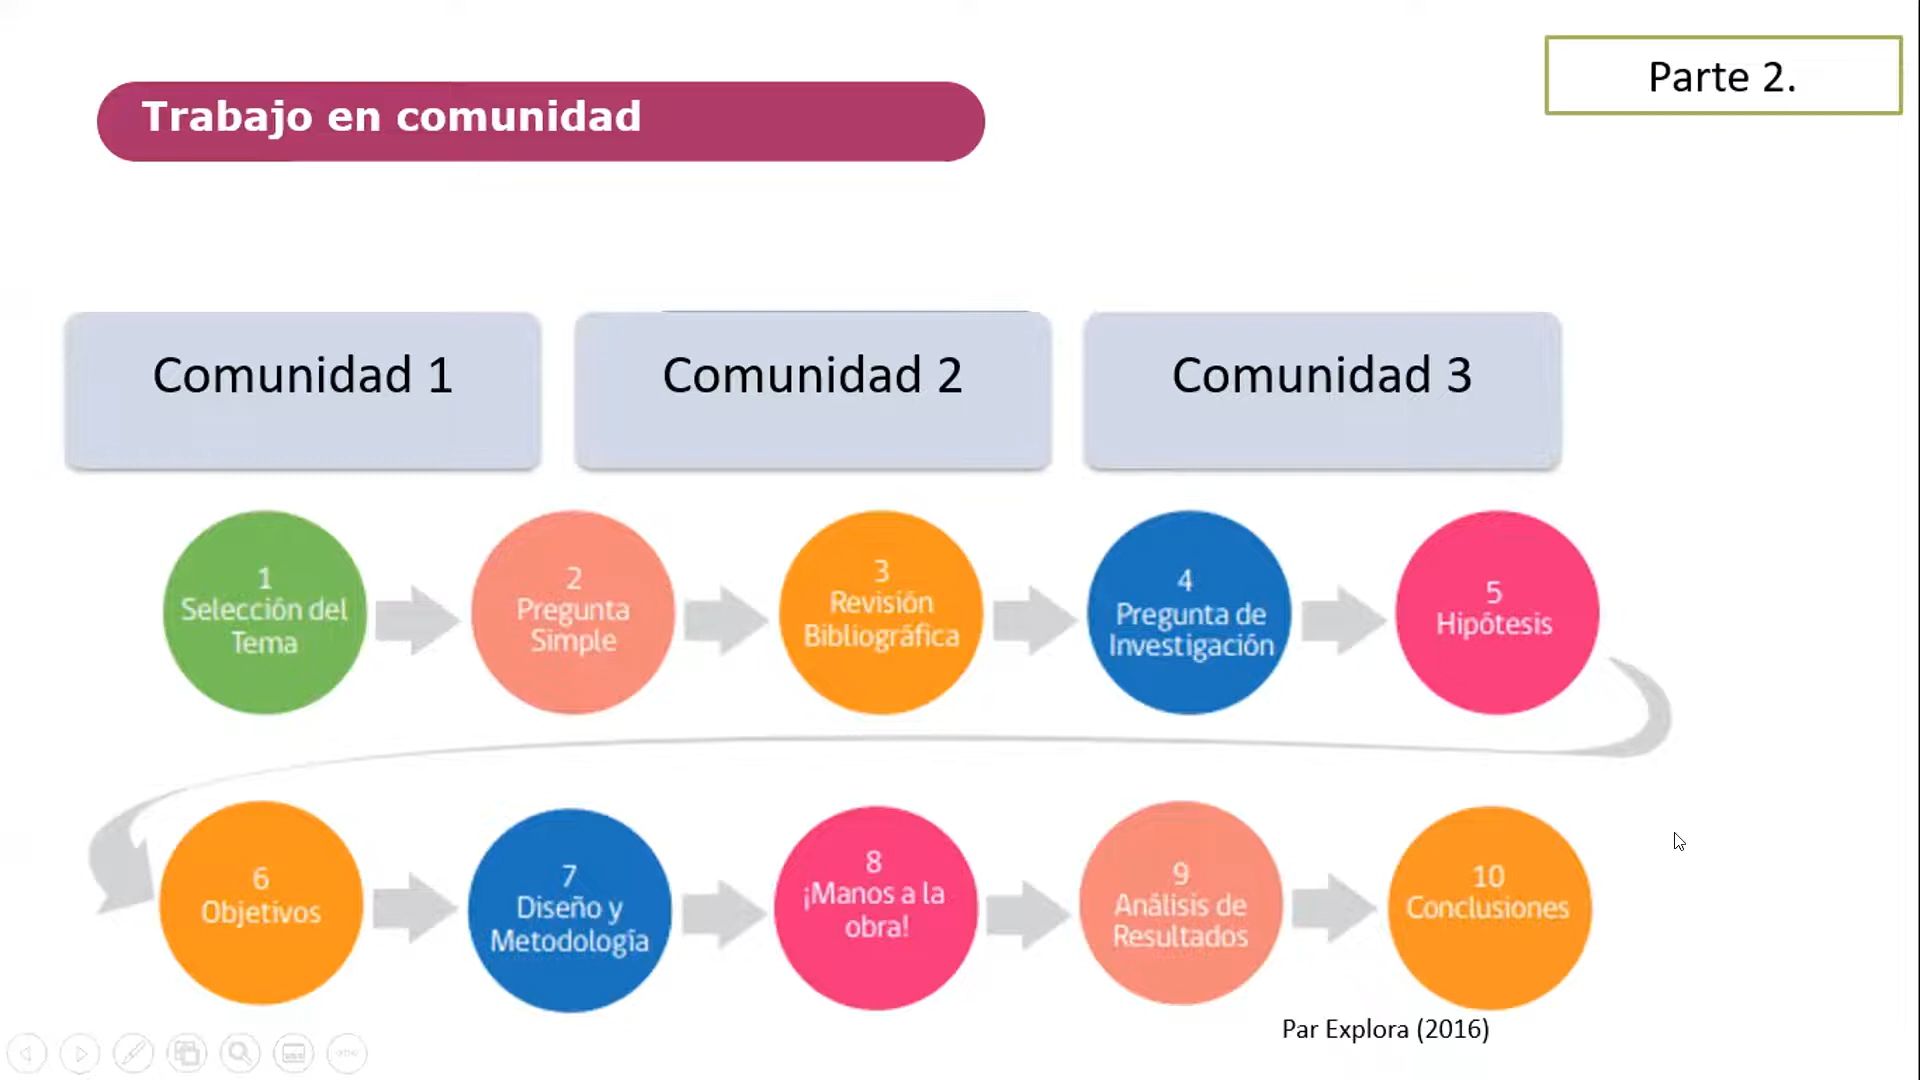 Parte 2.
Trabajo en comunidad
Comunidad 1
Comunidad 2
Comunidad 3
1
Selección del
Tema
2
Pregunta
Simple
3
Revisión
Bibliográfica
4
Pregunta de
Investigación
5
Hipótesis
6
Objetivos
7
Diseño y
Metodología
8
¡Manos a la
obra!
9
Análisis de
Resultados
10
Conclusiones
Par Explora (2016)